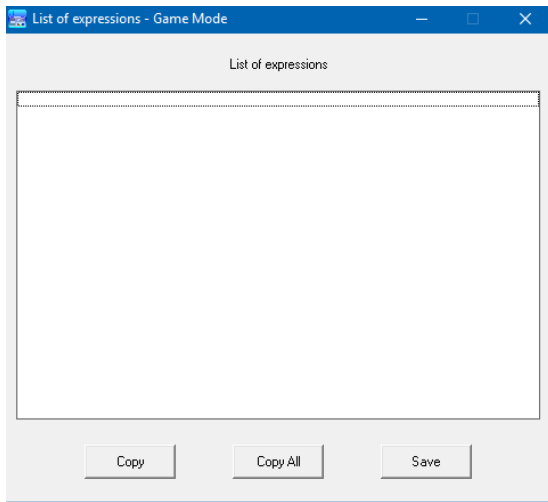 List of expressions - Game Mode
List of expressions
Copy
Copy All
Save